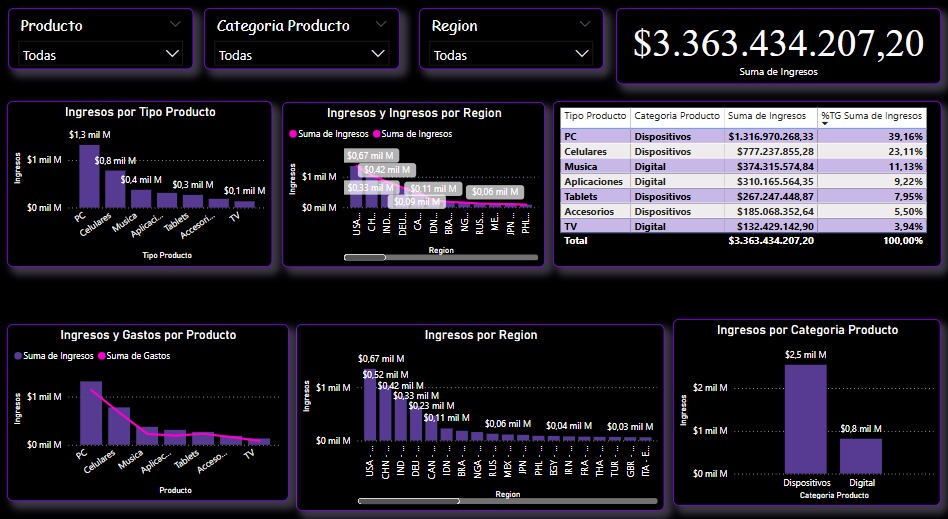 Producto
Todas
Categoria Producto
Todas
Region
Todas
$3.363.434.207,20
Suma de Ingresos
Ingresos por Tipo Producto
Ingresos
$1 mil M
$0 mil M
$1,3 mil M
$0,8 mil M
$0,4 mil M
$0,3 mil M
$0,1 mil M
PC
Celulares
Musica
Aplicaci...
Tablets
Accesori...
TV
Tipo Producto
Ingresos y Ingresos por Region
Suma de Ingresos Suma de Ingresos
Ingresos
$1 mil M
$0 mil M
$0,67 mil M
$0,42 mil M
$0,33 mil M
$0,11 mil M
$0,09 mil M
$0,06 mil M
USA...
CH...
IND...
DEU...
CA...
IDN...
BRA...
NG...
RUS...
ME...
JPN ...
PHL...
Region
Tipo Producto Categoria Producto Suma de Ingresos %TG Suma de Ingresos
PC Dispositivos $1.316.970.268,33 39,16%
Celulares Dispositivos $777.237.855,28 23,11%
Musica Digital $374.315.574,84 11,13%
Aplicaciones Digital $310.165.564,35 9,22%
Tablets Dispositivos $267.247.448,87 7,95%
Accesorios Dispositivos $185.068.352,64 5,50%
TV Digital $132.429.142,90 3,94%
Total $3.363.434.207,20 100,00%
Ingresos y Gastos por Producto
Suma de Ingresos Suma de Gastos
Ingresos
$1 mil M
$0 mil M
PC
Celulares
Musica
Aplicac...
Tablets
Acceso...
TV
Producto
Ingresos por Region
Ingresos
$1 mil M
$0 mil M
$0,67 mil M
$0,52 mil M
$0,42 mil M
$0,33 mil M
$0,23 mil M
$0,11 mil M
$0,06 mil M
$0,04 mil M
$0,03 mil M
USA - ...
CHN - ...
IND - ...
DEU - ...
CAN - ...
IDN - ...
BRA - ...
NGA - ...
RUS - ...
MEX - ...
JPN - ...
PHL - ...
EGY - ...
IRN - ...
FRA - ...
THA - ...
TUR - ...
GBR - ...
ITA - E...
Region
Ingresos por Categoria Producto
Ingresos
$2 mil M
$1 mil M
$0 mil M
$2,5 mil M
$0,8 mil M
Dispositivos
Digital
Categoria Producto